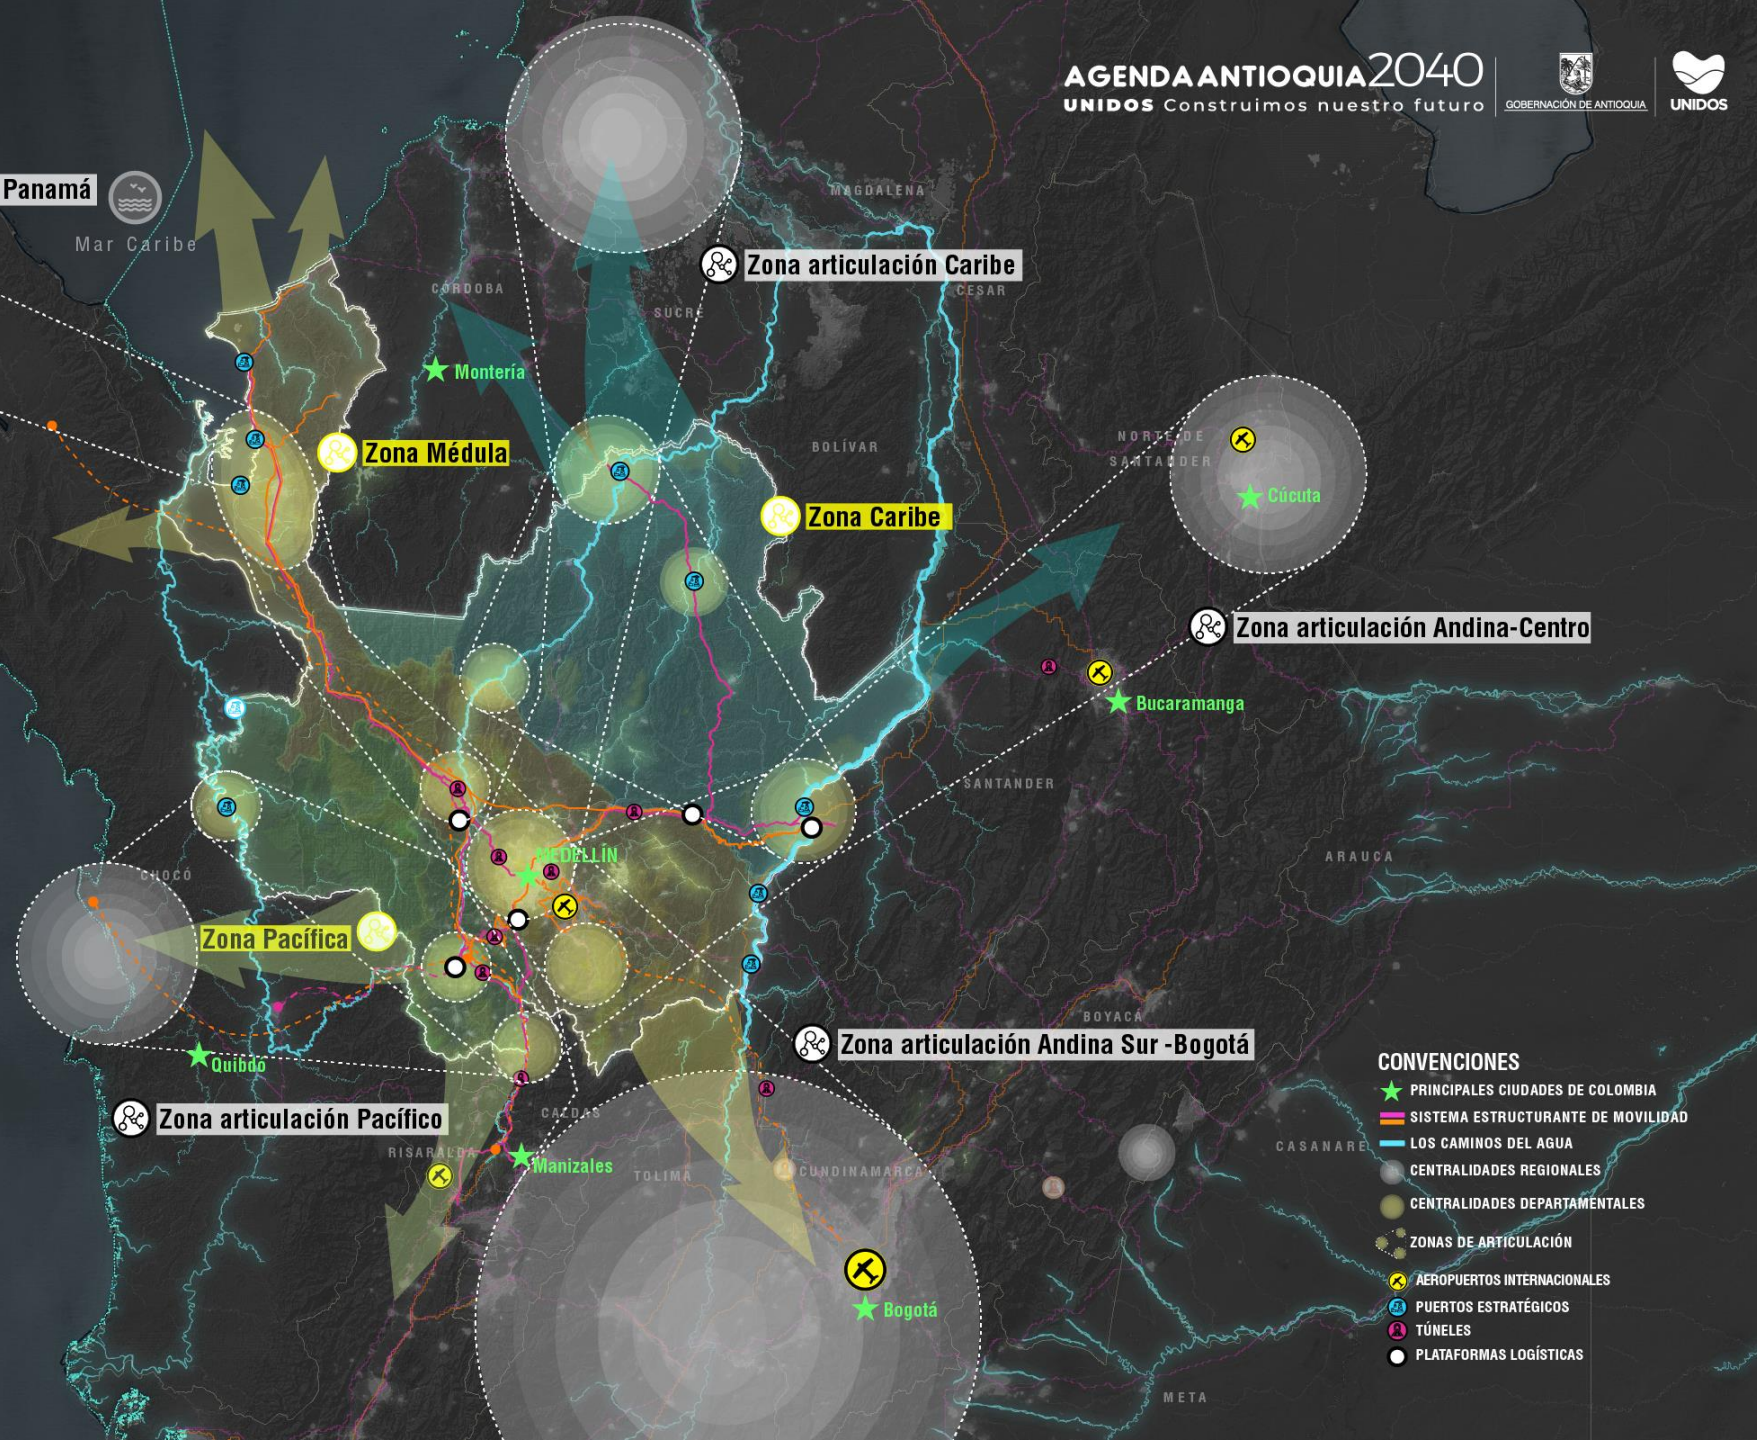 AGENDA ANTIOQUIA 2040
UNIDOS Construimos nuestro futuro
GOBERNACIÓN DE ANTIOQUIA
UNIDOS
Panamá
Mar Caribe
MAGDALENA
Zona articulación Caribe
CÓRDOBA
CESAR
SUCRE
Montería
Zona Médula
BOLÍVAR
NORTE DE
SANTANDER
Cúcuta
Zona Caribe
Zona articulación Andina-Centro
Bucaramanga
SANTANDER
MEDELLÍN
ARAUCA
CHOCÓ
Zona Pacífica
BOYACÁ
Zona articulación Andina Sur -Bogotá
Quibdó
Zona articulación Pacífico
CALDAS
RISARALDA
Manizales
TOLIMA
CUNDINAMARCA
CASANARE
Bogotá
META
CONVENCIONES
PRINCIPALES CIUDADES DE COLOMBIA
SISTEMA ESTRUCTURANTE DE MOVILIDAD
LOS CAMINOS DEL AGUA
CENTRALIDADES REGIONALES
CENTRALIDADES DEPARTAMENTALES
ZONAS DE ARTICULACIÓN
AEROPUERTOS INTERNACIONALES
PUERTOS ESTRATÉGICOS
TÚNELES
PLATAFORMAS LOGÍSTICAS